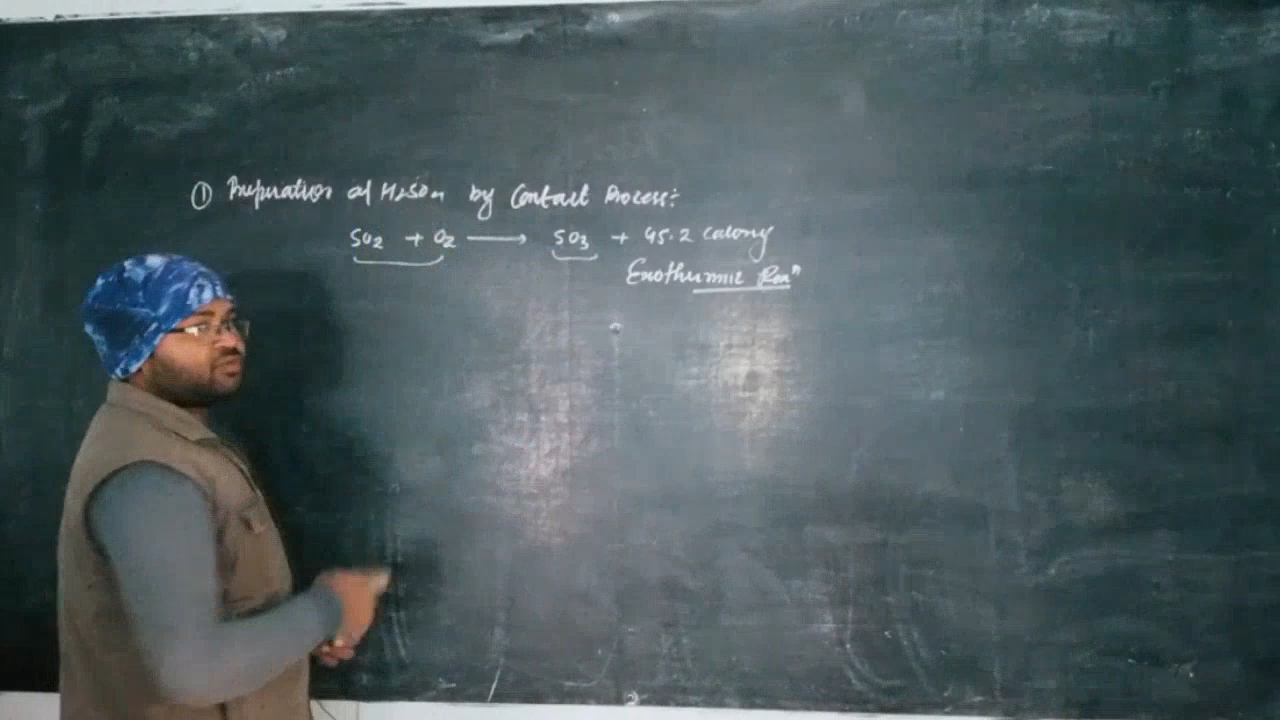 ① Preparation of H2SO4 by Contact Process:
SO2 + O2 ⟶ SO3 + 45.2 calory
Exothermic Rean